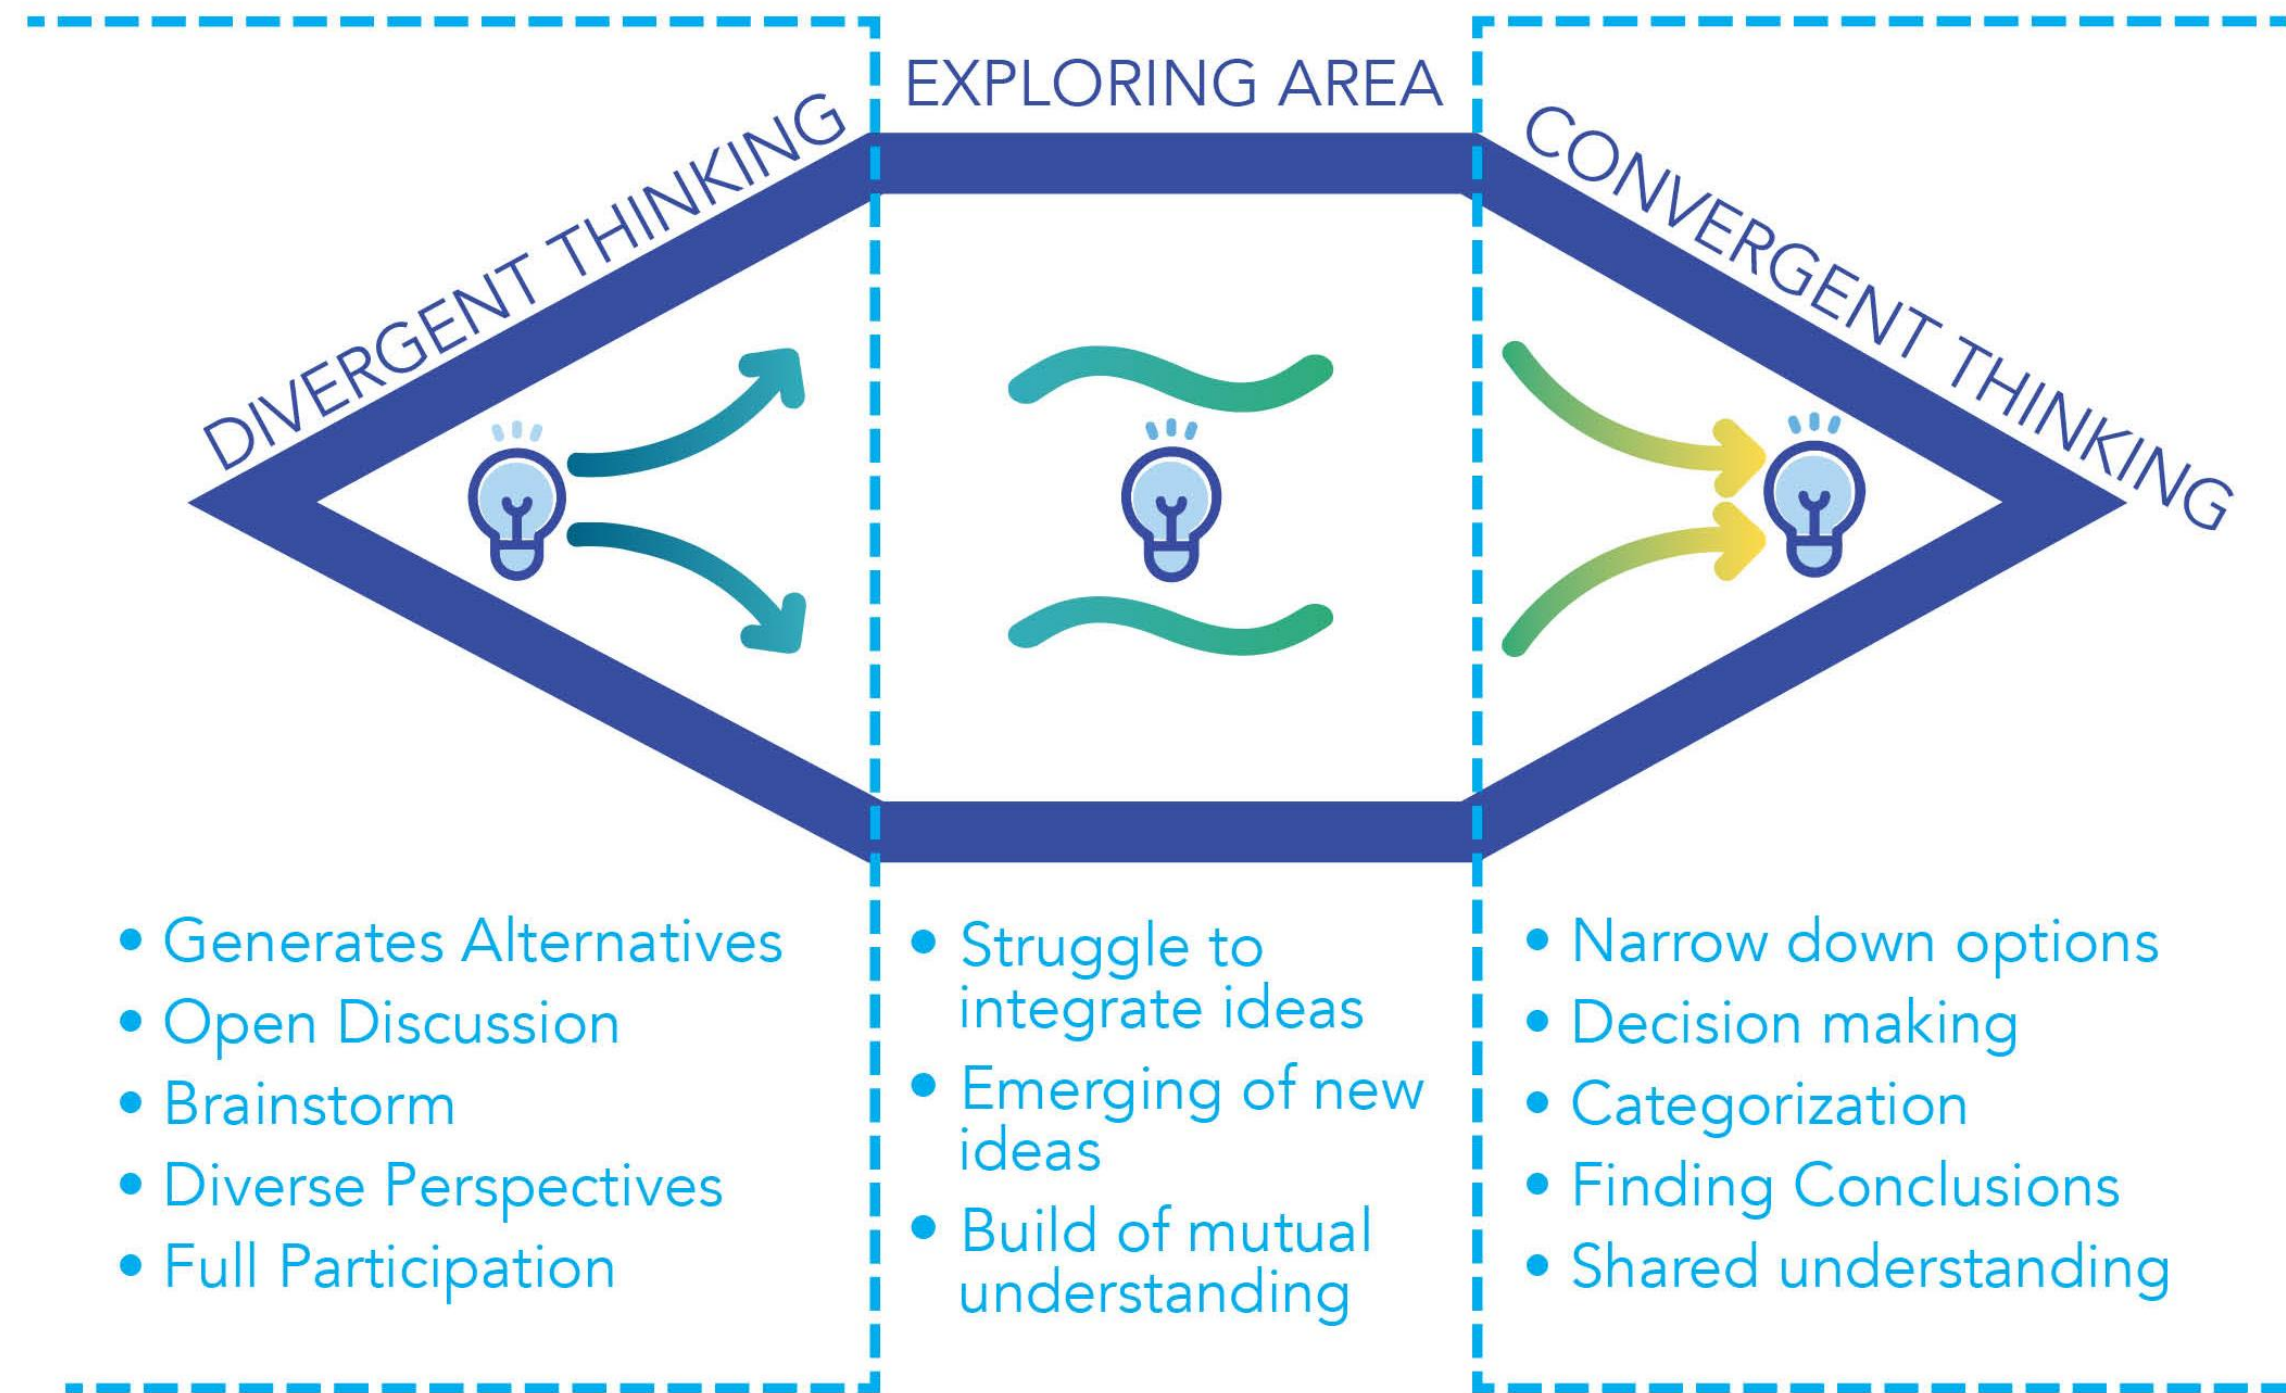 DIVERGENT THINKING
• Generates Alternatives
• Open Discussion
• Brainstorm
• Diverse Perspectives
• Full Participation
EXPLORING AREA
• Struggle to
integrate ideas
• Emerging of new
ideas
• Build of mutual
understanding
CONVERGENT THINKING
• Narrow down options
• Decision making
• Categorization
• Finding Conclusions
• Shared understanding